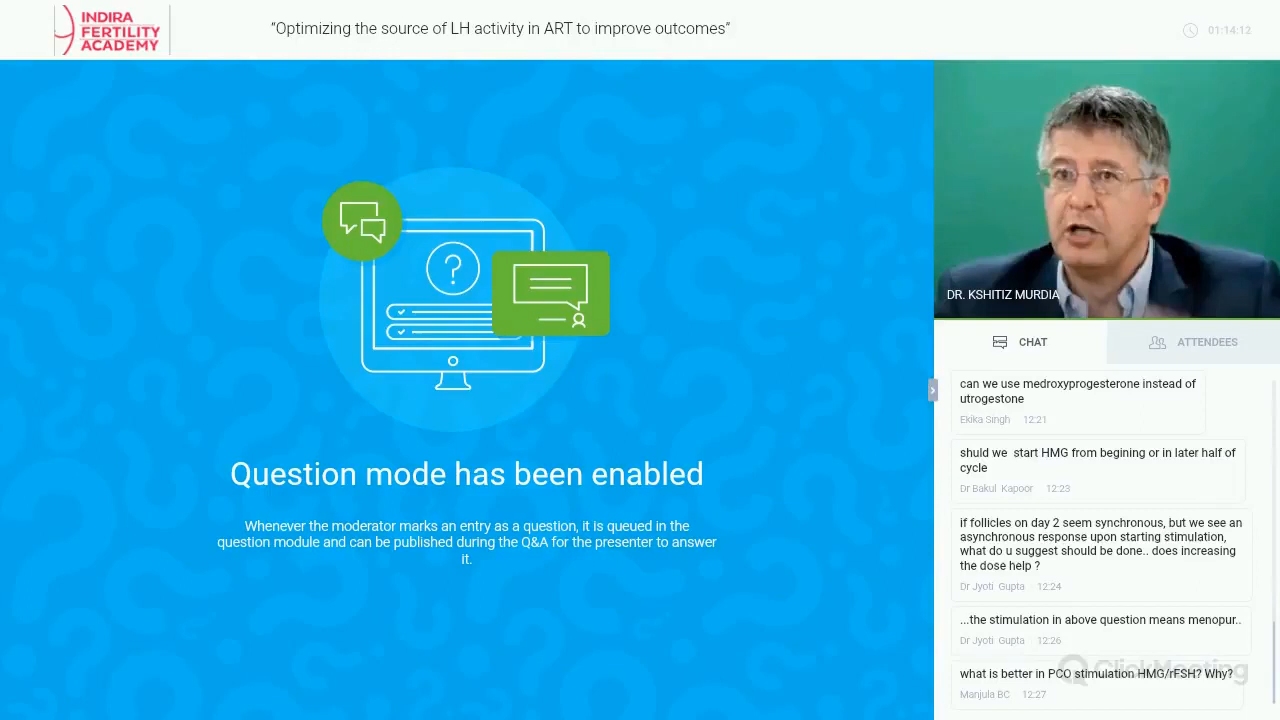 INDIRA
FERTILITY
ACADEMY
“Optimizing the source of LH activity in ART to improve outcomes”
01:14:12
DR. KSHITIZ MURDIA
CHAT
ATTENDEES
can we use medroxyprogesterone instead of
utrogestone
Ekika Singh 12:21
shuld we start HMG from begining or in later half of
cycle
Dr Bakul Kapoor 12:23
if follicles on day 2 seem synchronous, but we see an
asynchronous response upon starting stimulation,
what do u suggest should be done.. does increasing
the dose help ?
Dr Jyoti Gupta 12:24
...the stimulation in above question means menopur..
Dr Jyoti Gupta 12:26
what is better in PCO stimulation HMG/rFSH? Why?
Manjula BC 12:27
ClickMeeting
?
Question mode has been enabled
Whenever the moderator marks an entry as a question, it is queued in the
question module and can be published during the Q&A for the presenter to answer
it.